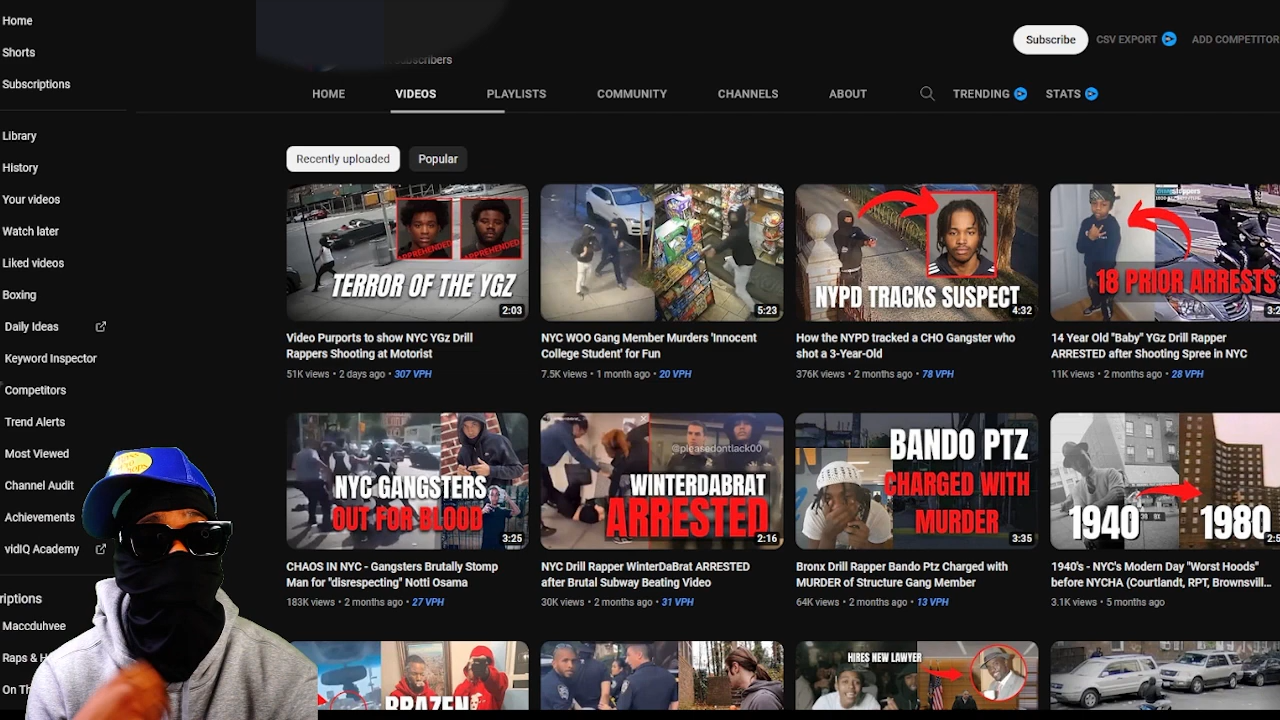 Home
Shorts
Subscriptions
Library
History
Your videos
Watch later
Liked videos
Boxing
Daily Ideas
Keyword Inspector
Competitors
Trend Alerts
Most Viewed
Channel Audit
Achievements
vidIQ Academy
riptions
Maccduhvee
Raps & H
On Th
Subscribe
CSV EXPORT
ADD COMPETITOR
subscribers
HOME
VIDEOS
PLAYLISTS
COMMUNITY
CHANNELS
ABOUT
TRENDING
STATS
Recently uploaded
Popular
APPREHENDED
APPREHENDED
TERROR OF THE YGZ
2:03
Video Purports to show NYC YGz Drill
Rappers Shooting at Motorist
51K views • 2 days ago • 307 VPH
5:23
NYC WOO Gang Member Murders 'Innocent
College Student' for Fun
7.5K views • 1 month ago • 20 VPH
NYPD TRACKS SUSPECT
4:32
How the NYPD tracked a CHO Gangster who
shot a 3-Year-Old
376K views • 2 months ago • 78 VPH
18 PRIOR ARRESTS
3:2
14 Year Old "Baby" YGz Drill Rapper
ARRESTED after Shooting Spree in NYC
11K views • 2 months ago • 28 VPH
NYC GANGSTERS
OUT FOR BLOOD
3:25
CHAOS IN NYC - Gangsters Brutally Stomp
Man for "disrespecting" Notti Osama
183K views • 2 months ago • 27 VPH
@pleasedontlack00
WINTERDABRAT
ARRESTED
2:16
NYC Drill Rapper WinterDaBrat ARRESTED
after Brutal Subway Beating Video
30K views • 2 months ago • 31 VPH
BANDO PTZ
CHARGED WITH
MURDER
3:35
Bronx Drill Rapper Bando Ptz Charged with
MURDER of Structure Gang Member
64K views • 2 months ago • 13 VPH
1940
1980
2:5
1940's - NYC's Modern Day "Worst Hoods"
before NYCHA (Courtlandt, RPT, Brownsvill...
3.1K views • 5 months ago
BRAZEN
HIRES NEW LAWYER